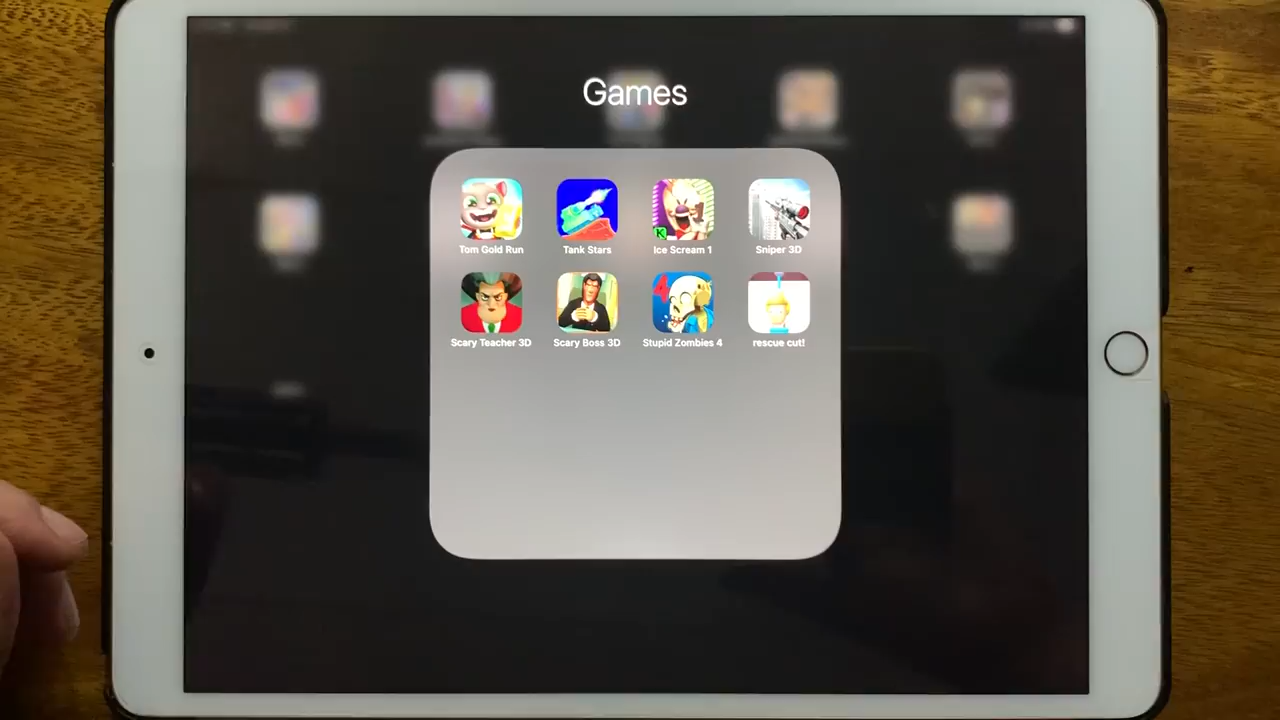 Games
Tom Gold Run Tank Stars Ice Scream 1 Sniper 3D
4
Scary Teacher 3D Scary Boss 3D Stupid Zombies 4 rescue cut!
K